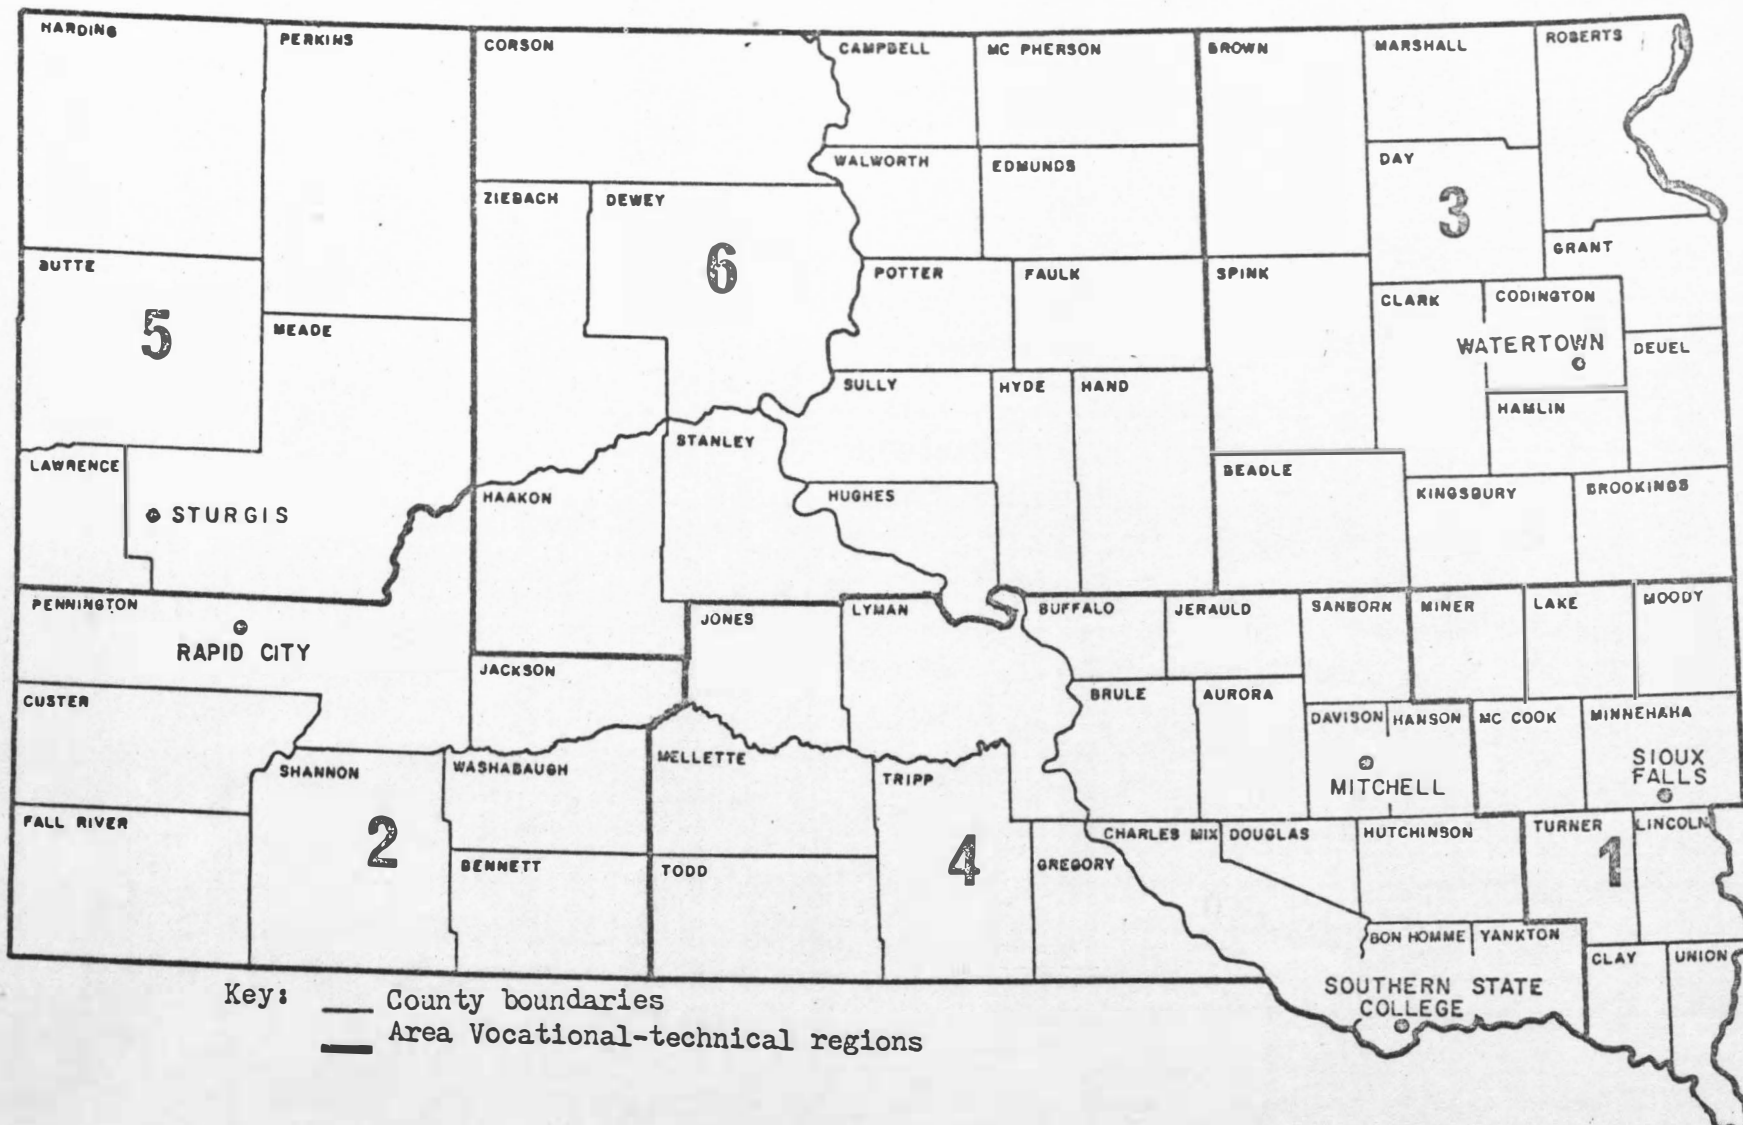 HARDING
PERKINS
CORSON
CAMPBELL
MC PHERSON
BROWN
MARSHALL
ROBERTS
WALWORTH
EDMUNDS
DAY
ZIEBACH
DEWEY
3
6
BUTTE
POTTER
FAULK
SPINK
GRANT
5
MEADE
CLARK
CODINGTON
WATERTOWN
DEUEL
SULLY
HYDE
HAND
HAMLIN
STANLEY
LAWRENCE
BEADLE
STURGIS
HAAKON
HUGHES
KINGSBURY
BROOKINGS
PENNINGTON
JONES
LYMAN
BUFFALO
JERAULD
SANBORN
MINER
LAKE
MOODY
RAPID CITY
JACKSON
CUSTER
BRULE
AURORA
DAVISON
HANSON
MC COOK
MINNEHAHA
SHANNON
WASHABAUGH
MELLETTE
TRIPP
MITCHELL
SIOUX
FALLS
FALL RIVER
2
BENNETT
TODD
4
GREGORY
CHARLES MIX
DOUGLAS
HUTCHINSON
TURNER
LINCOLN
1
BON HOMME
YANKTON
CLAY
UNION
SOUTHERN STATE
COLLEGE
Key:
County boundaries
Area Vocational-technical regions